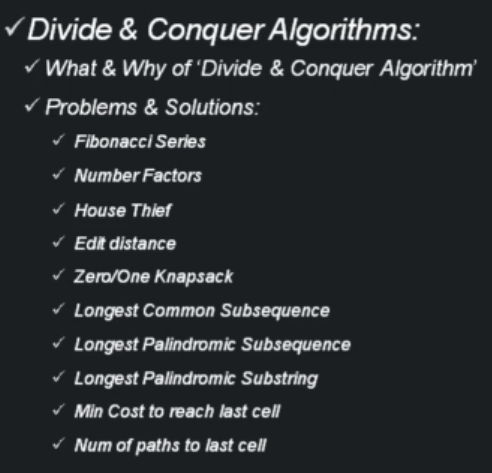 ✓ Divide & Conquer Algorithms:
✓ What & Why of 'Divide & Conquer Algorithm'
✓ Problems & Solutions:
✓ Fibonacci Series
✓ Number Factors
✓ House Thief
✓ Edit distance
✓ Zero/One Knapsack
✓ Longest Common Subsequence
✓ Longest Palindromic Subsequence
✓ Longest Palindromic Substring
✓ Min Cost to reach last cell
✓ Num of paths to last cell